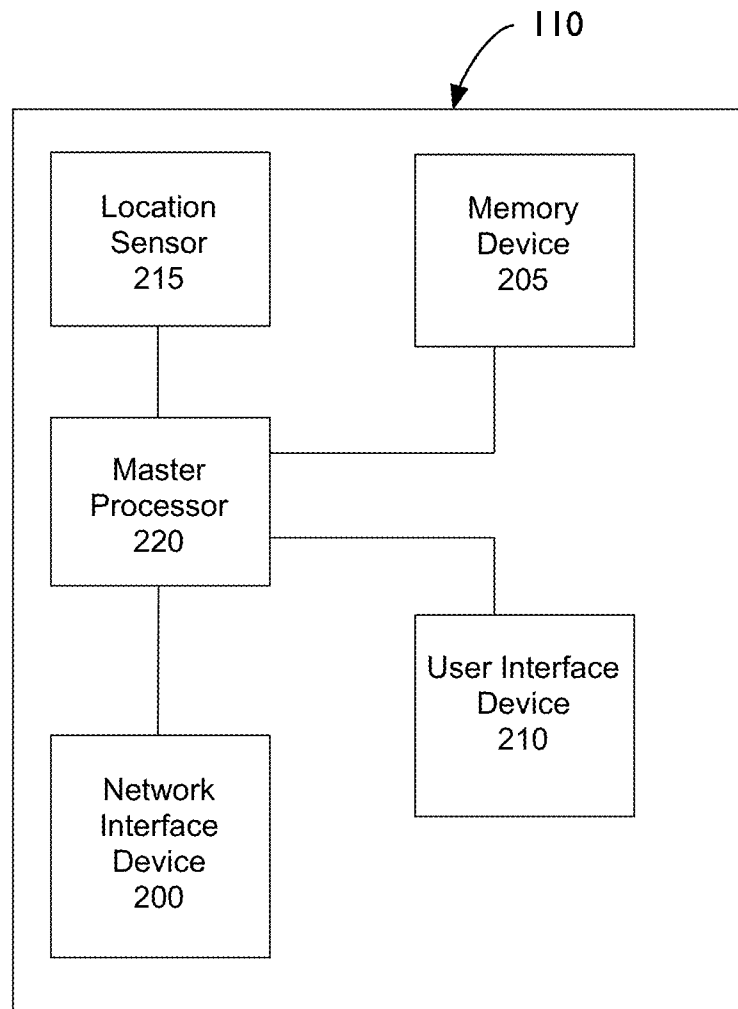 110
Location
Sensor
215
Memory
Device
205
Master
Processor
220
User Interface
Device
210
Network
Interface
Device
200